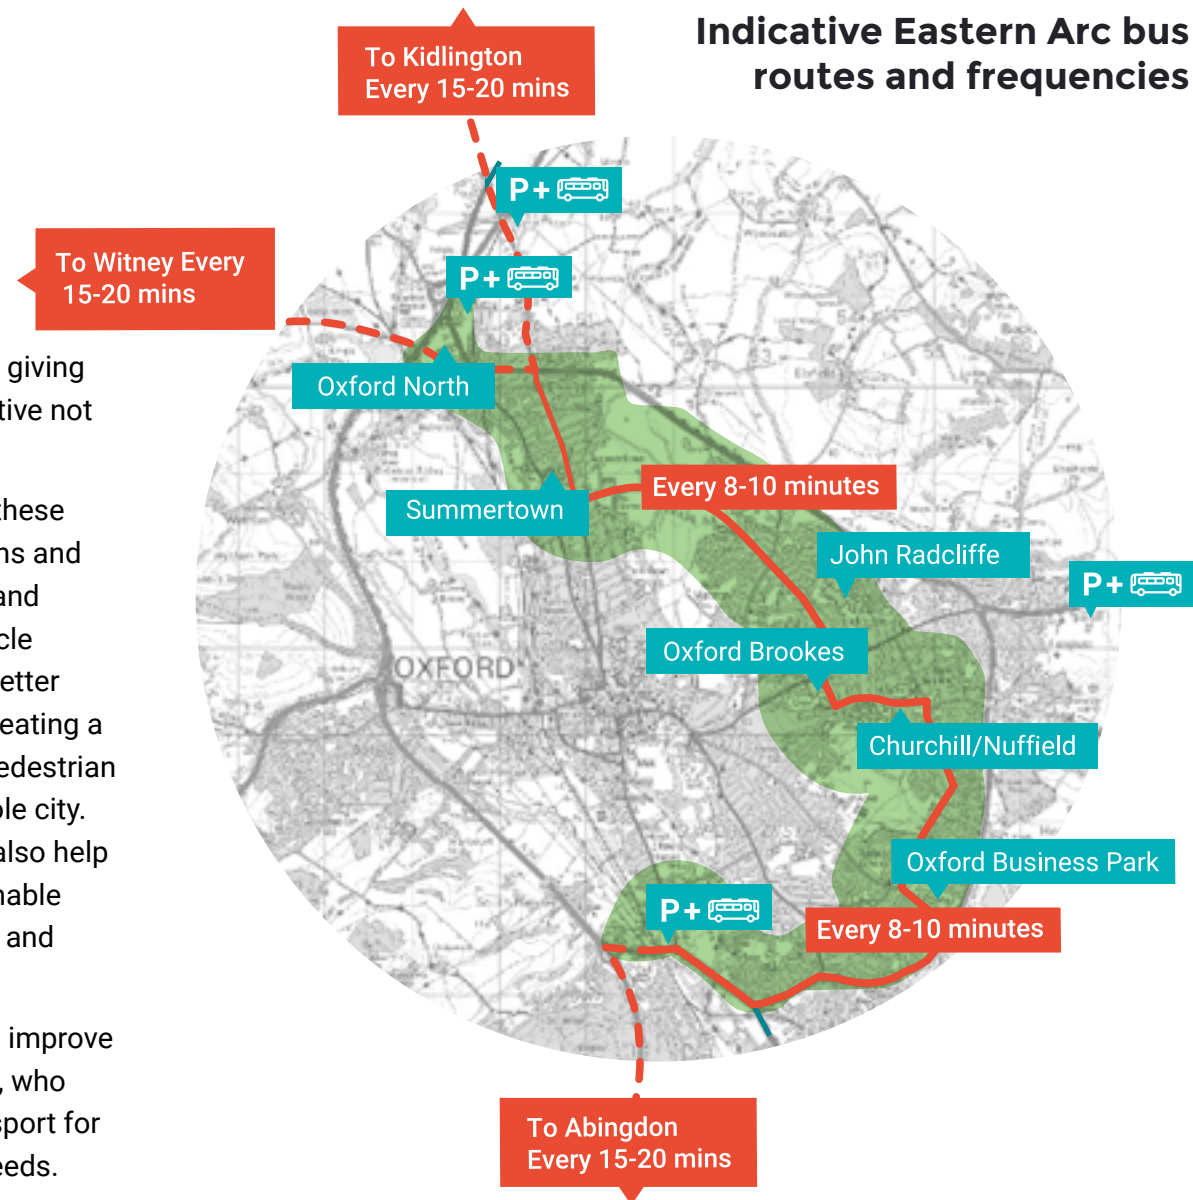 Indicative Eastern Arc bus
routes and frequencies
To Kidlington
Every 15-20 mins
P+
P+
To Witney Every
15-20 mins
giving
tive not
these
ns and
and
cle
etter
eating a
edestrian
ole city.
also help
nable
and
improve
, who
sport for
eeds.
Oxford North
Summertown
Every 8-10 minutes
John Radcliffe
P+
Oxford Brookes
OXFORD
Churchill/Nuffield
Oxford Business Park
P+
Every 8-10 minutes
To Abingdon
Every 15-20 mins